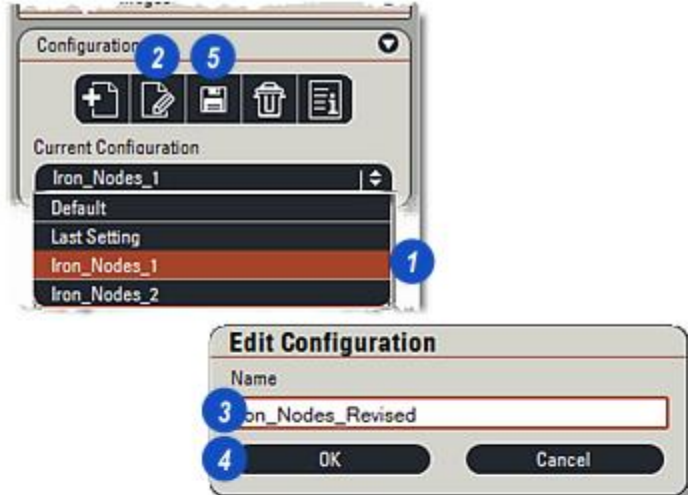 Configuration
2 5
Current Configuration
Iron_Nodes_1
Default
Last Setting
Iron_Nodes_1
1
Iron_Nodes_2
Edit Configuration
Name
3 on_Nodes_Revised
4 OK Cancel